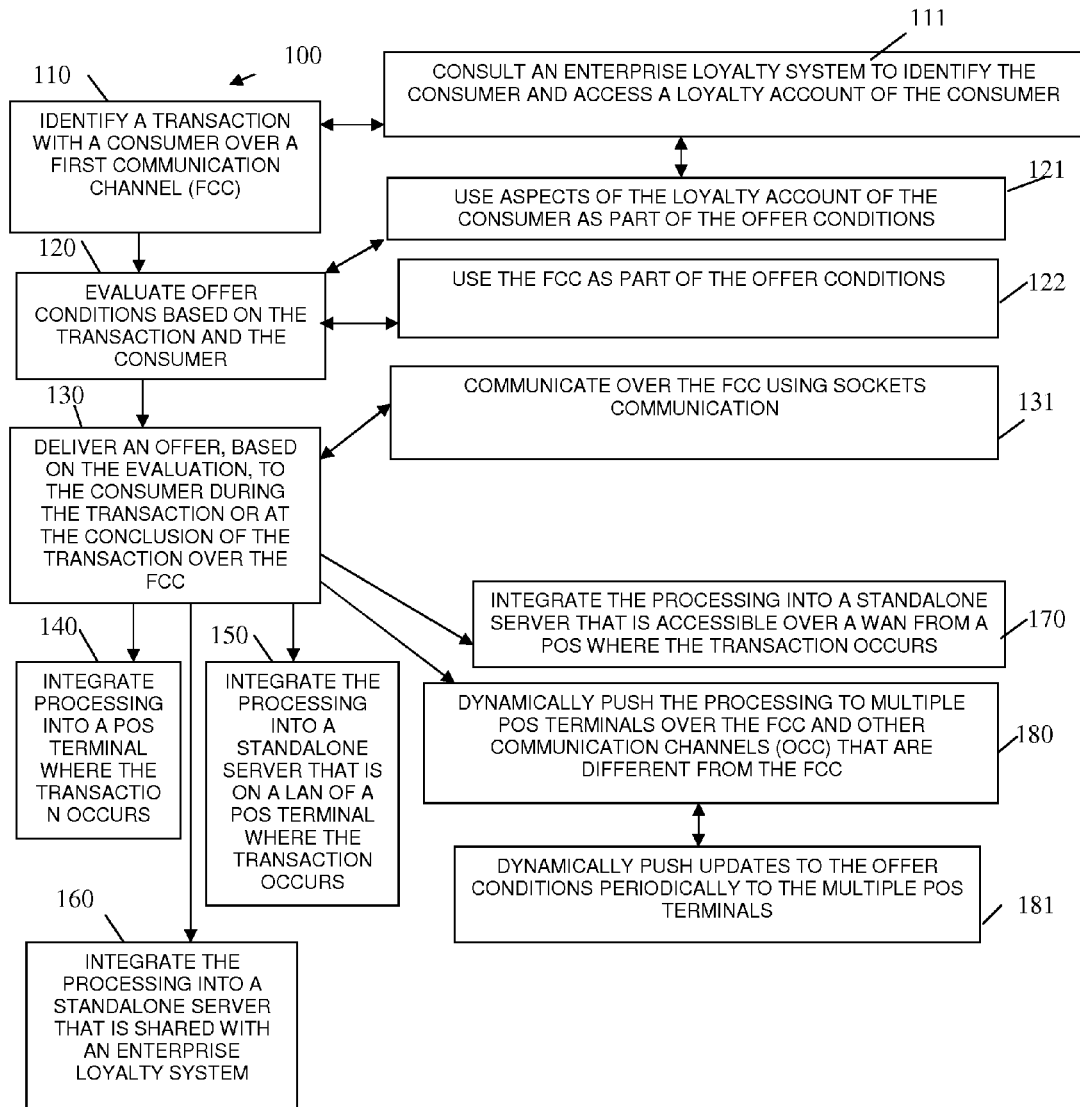 111
100
110
CONSULT AN ENTERPRISE LOYALTY SYSTEM TO IDENTIFY THE
CONSUMER AND ACCESS A LOYALTY ACCOUNT OF THE CONSUMER
IDENTIFY A TRANSACTION
WITH A CONSUMER OVER A
FIRST COMMUNICATION
CHANNEL (FCC)
121
USE ASPECTS OF THE LOYALTY ACCOUNT OF THE
CONSUMER AS PART OF THE OFFER CONDITIONS
120
EVALUATE OFFER
CONDITIONS BASED ON THE
TRANSACTION AND THE
CONSUMER
USE THE FCC AS PART OF THE OFFER CONDITIONS
122
130
COMMUNICATE OVER THE FCC USING SOCKETS
COMMUNICATION
131
DELIVER AN OFFER, BASED
ON THE EVALUATION, TO
THE CONSUMER DURING
THE TRANSACTION OR AT
THE CONCLUSION OF THE
TRANSACTION OVER THE
FCC
INTEGRATE THE PROCESSING INTO A STANDALONE
SERVER THAT IS ACCESSIBLE OVER A WAN FROM A
POS WHERE THE TRANSACTION OCCURS
170
140
INTEGRATE
PROCESSING
INTO A POS
TERMINAL
WHERE THE
TRANSACTIO
N OCCURS
150
INTEGRATE THE
PROCESSING
INTO A
STANDALONE
SERVER THAT IS
ON A LAN OF A
POS TERMINAL
WHERE THE
TRANSACTION
OCCURS
DYNAMICALLY PUSH THE PROCESSING TO MULTIPLE
POS TERMINALS OVER THE FCC AND OTHER
COMMUNICATION CHANNELS (OCC) THAT ARE
DIFFERENT FROM THE FCC
180
DYNAMICALLY PUSH UPDATES TO THE OFFER
CONDITIONS PERIODICALLY TO THE MULTIPLE POS
TERMINALS
181
160
INTEGRATE THE
PROCESSING INTO A
STANDALONE SERVER
THAT IS SHARED WITH
AN ENTERPRISE
LOYALTY SYSTEM